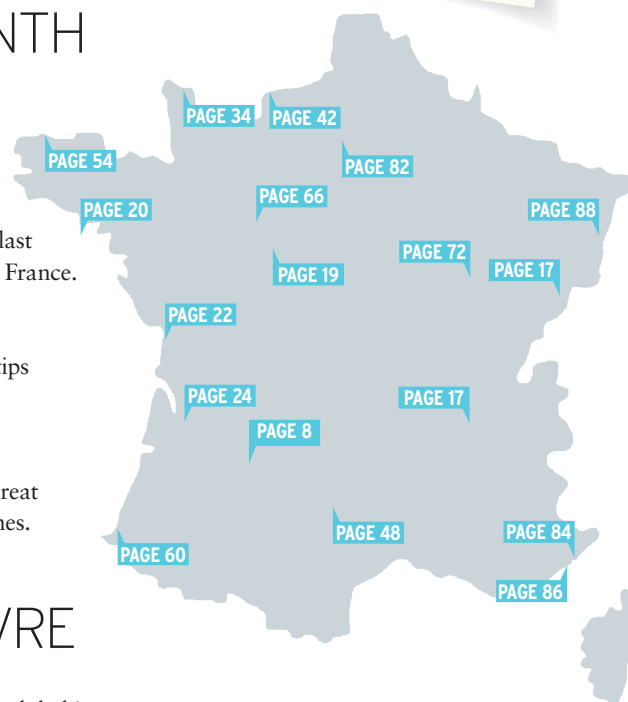 NTH
last
France.
tips
reat
nes.
VRE
PAGE 34
PAGE 42
PAGE 54
PAGE 82
PAGE 66
PAGE 20
PAGE 88
PAGE 72
PAGE 17
PAGE 19
PAGE 22
PAGE 24
PAGE 17
PAGE 8
PAGE 48
PAGE 84
PAGE 60
PAGE 86